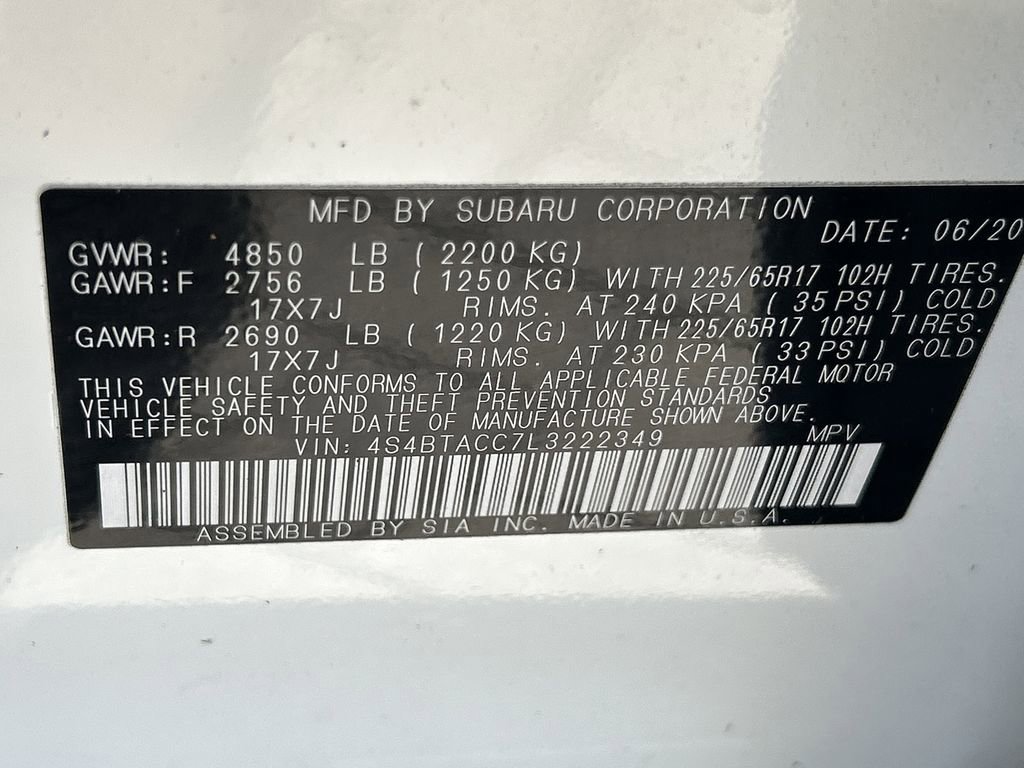 MFD BY SUBARU CORPORATION
DATE: 06/20
GVWR: 4850 LB (2200 KG)
GAWR:F 2756 LB (1250 KG) WITH 225/65R17 102H TIRES.
17X7J RIMS. AT 240 KPA (35 PSI) COLD
GAWR:R 2690 LB (1220 KG) WITH 225/65R17 102H TIRES.
17X7J RIMS. AT 230 KPA (33 PSI) COLD
THIS VEHICLE CONFORMS TO ALL APPLICABLE FEDERAL MOTOR
VEHICLE SAFETY AND THEFT PREVENTION STANDARDS
IN EFFECT ON THE DATE OF MANUFACTURE SHOWN ABOVE.
VIN: 4S4BTACC7L3222349 MPV
ASSEMBLED BY SIA INC. MADE IN U.S.A.